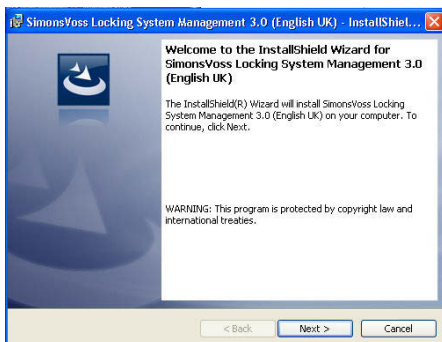 SimonsVoss Locking System Management 3.0 (English UK) - InstallShiel...
Welcome to the InstallShield Wizard for
SimonsVoss Locking System Management 3.0
(English UK)
The InstallShield(R) Wizard will install SimonsVoss Locking
System Management 3.0 (English UK) on your computer. To
continue, click Next.
WARNING: This program is protected by copyright law and
international treaties.
< Back Next > Cancel